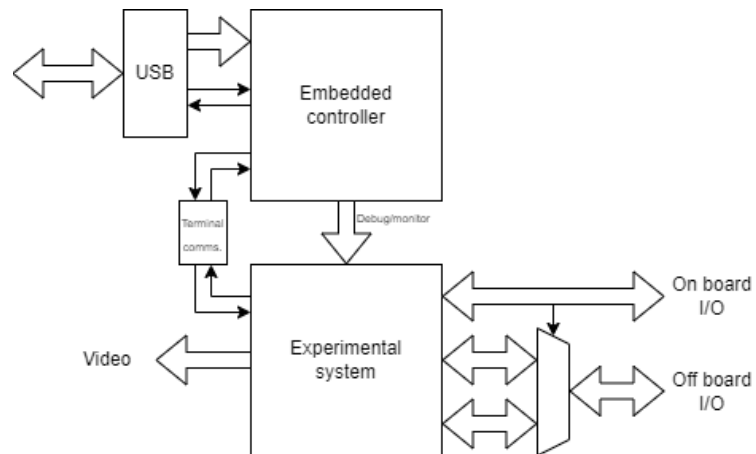 USB
Embedded
controller
Terminal
comms.
Debug/monitor
On board
I/O
Experimental
system
Video
Off board
I/O